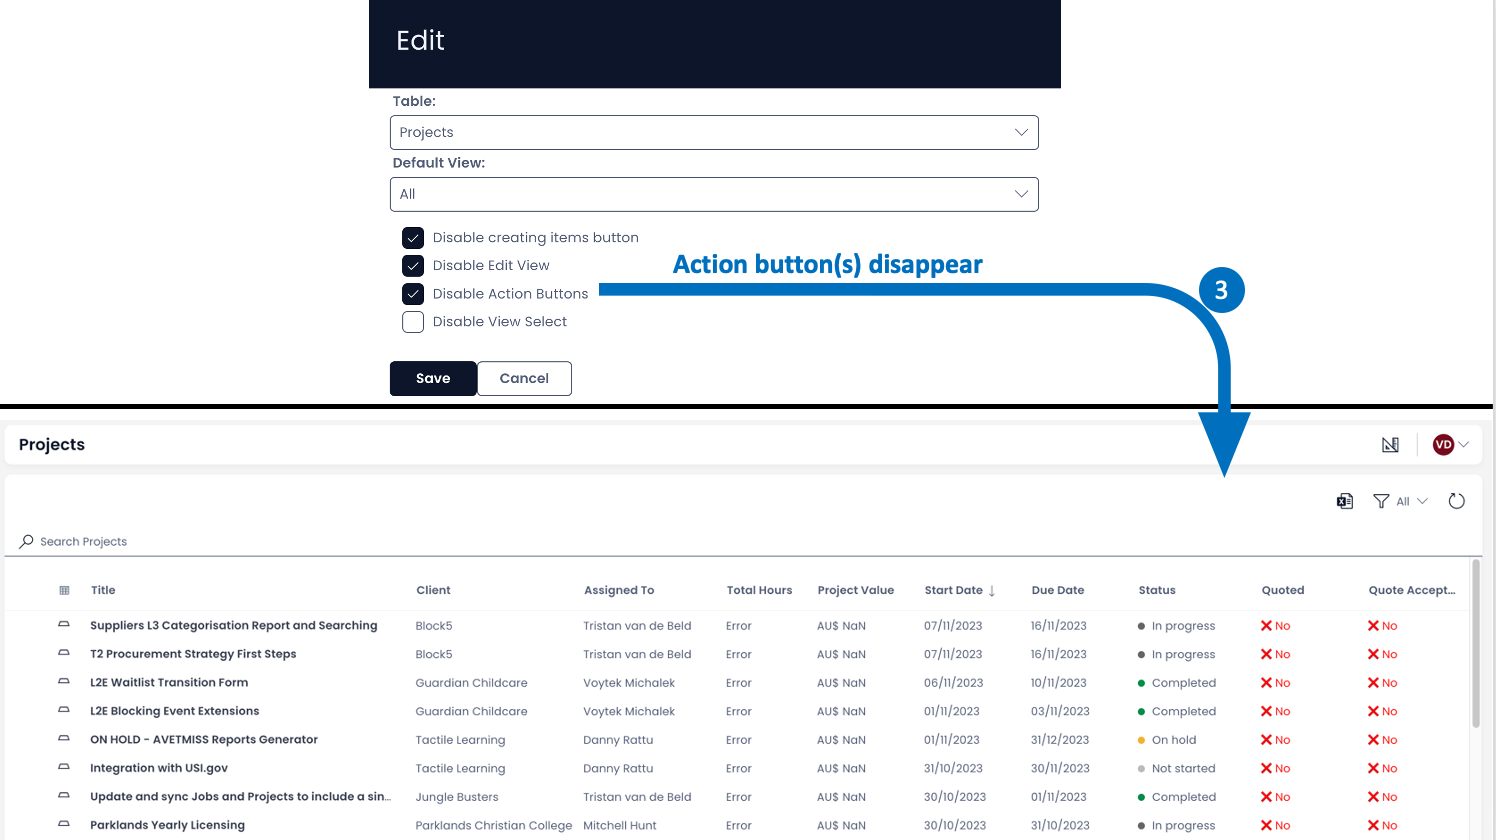 Edit
Table:
Projects
Default View:
All
Disable creating items button
Disable Edit View
Action button(s) disappear
3
Disable Action Buttons
Disable View Select
Save Cancel
Projects VD
All
Search Projects
Title Client Assigned To Total Hours Project Value Start Date ↓ Due Date Status Quoted Quote Accept...
Suppliers L3 Categorisation Report and Searching Block5 Tristan van de Beld Error AU$ NaN 07/11/2023 16/11/2023 In progress No No
T2 Procurement Strategy First Steps Block5 Tristan van de Beld Error AU$ NaN 07/11/2023 16/11/2023 In progress No No
L2E Waitlist Transition Form Guardian Childcare Voytek Michalek Error AU$ NaN 06/11/2023 10/11/2023 Completed No No
L2E Blocking Event Extensions Guardian Childcare Voytek Michalek Error AU$ NaN 01/11/2023 03/11/2023 Completed No No
ON HOLD - AVETMISS Reports Generator Tactile Learning Danny Rattu Error AU$ NaN 01/11/2023 31/12/2023 On hold No No
Integration with USI.gov Tactile Learning Danny Rattu Error AU$ NaN 31/10/2023 30/11/2023 Not started No No
Update and sync Jobs and Projects to include a sin... Jungle Busters Tristan van de Beld Error AU$ NaN 30/10/2023 01/11/2023 Completed No No
Parklands Yearly Licensing Parklands Christian College Mitchell Hunt Error AU$ NaN 30/10/2023 31/10/2023 In progress No No